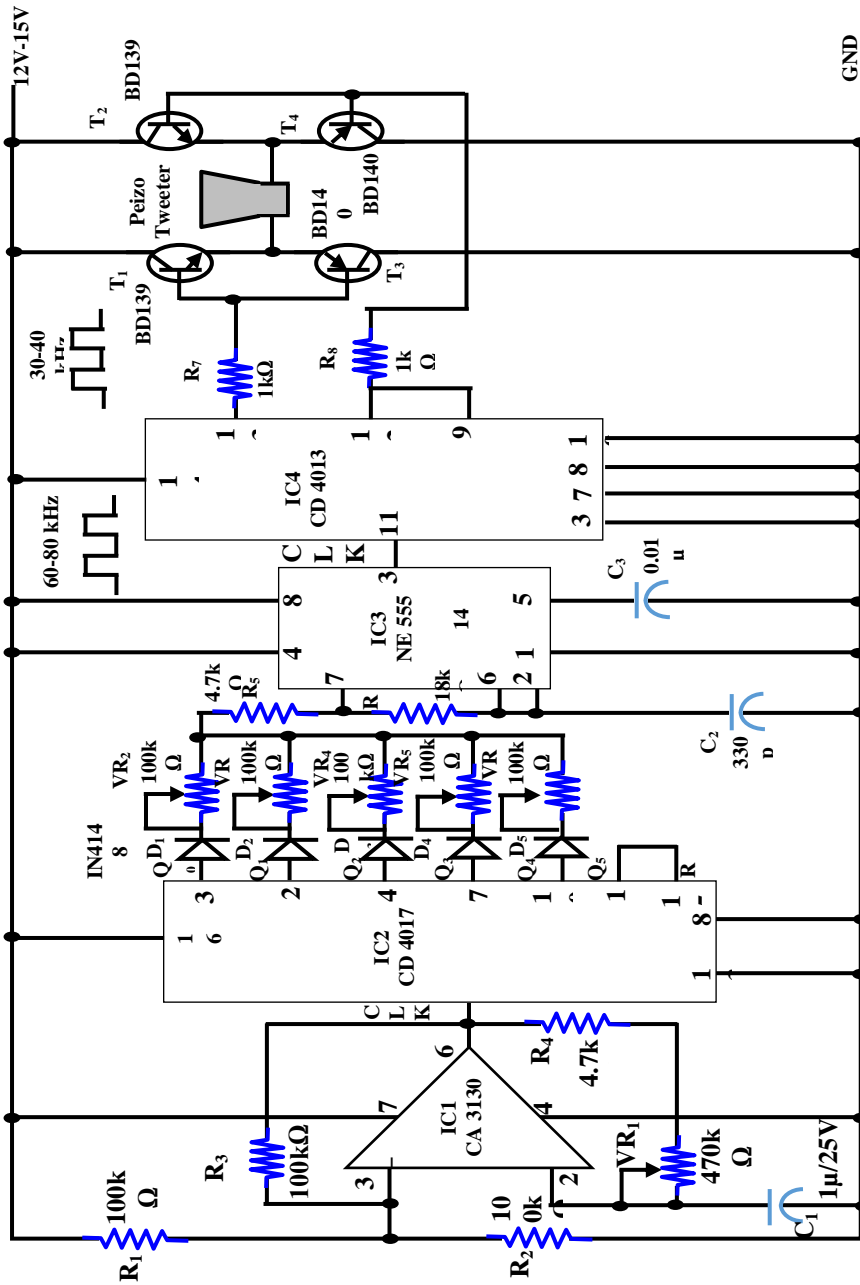 12V-15V
GND
R₁
100k
Ω
R₂
10
0k
R₃
100kΩ
3
2
7
4
6
IC1
CA 3130
R₄
4.7k
VR₁
470k
Ω
C₁
1μ/25V
C
L
K
IC2
CD 4017
1
6
3
2
4
7
1
1
1
R
8
1
IN414
8
D₁
D₂
D
D₄
D₅
Q
0
Q₁
Q₂
Q₃
Q₄
Q₅
VR₂
100k
Ω
VR
100k
Ω
VR₄
100
kΩ
VR₅
100k
Ω
VR
100k
Ω
4.7k
Ω
R₅
R
18k
C₂
330
IC3
NE 555
14
4
8
7
6
2
1
5
3
C₃
0.01
μ
60-80 kHz
C
L
K
11
IC4
CD 4013
1
1
1
9
3
7
8
1
30-40
R₇
1kΩ
R₈
1k
Ω
T₁
BD139
T₂
BD139
Peizo
Tweeter
BD14
0
T₃
T₄
BD140